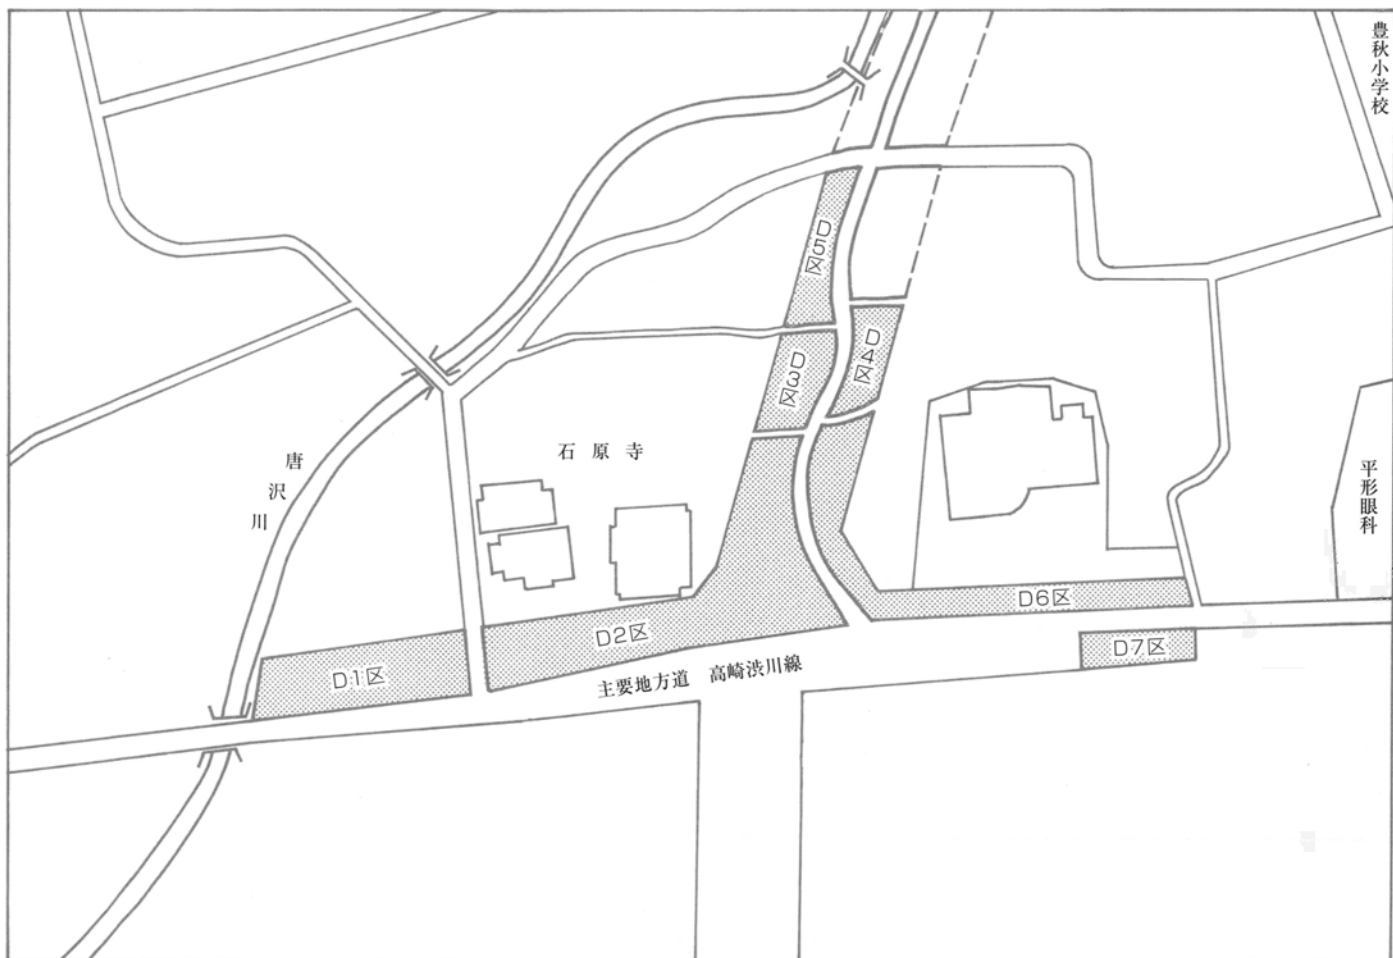 豊秋小学校
D5区
D4区
D3区
石原寺
唐沢川
平形眼科
D6区
D2区
D7区
D1区
主要地方道　高崎渋川線